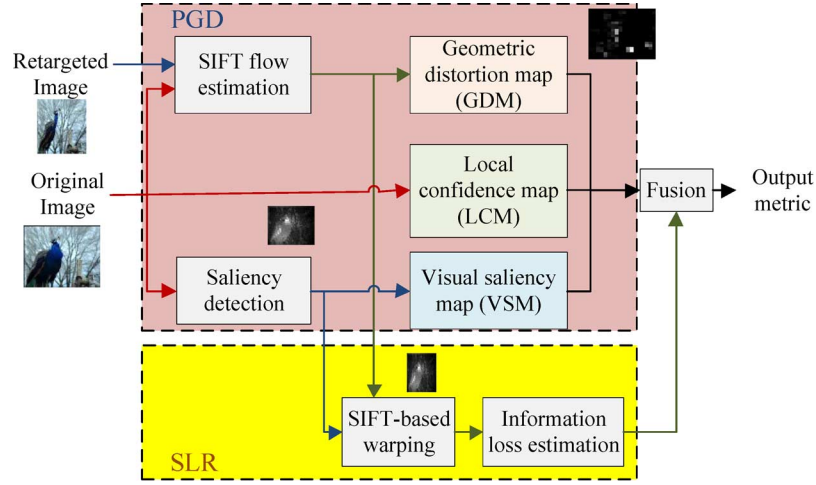 PGD
Retargeted
Image
SIFT flow
estimation
Geometric
distortion map
(GDM)
Original
Image
Local
confidence map
(LCM)
Fusion
Output
metric
Saliency
detection
Visual saliency
map (VSM)
SIFT-based
warping
Information
loss estimation
SLR